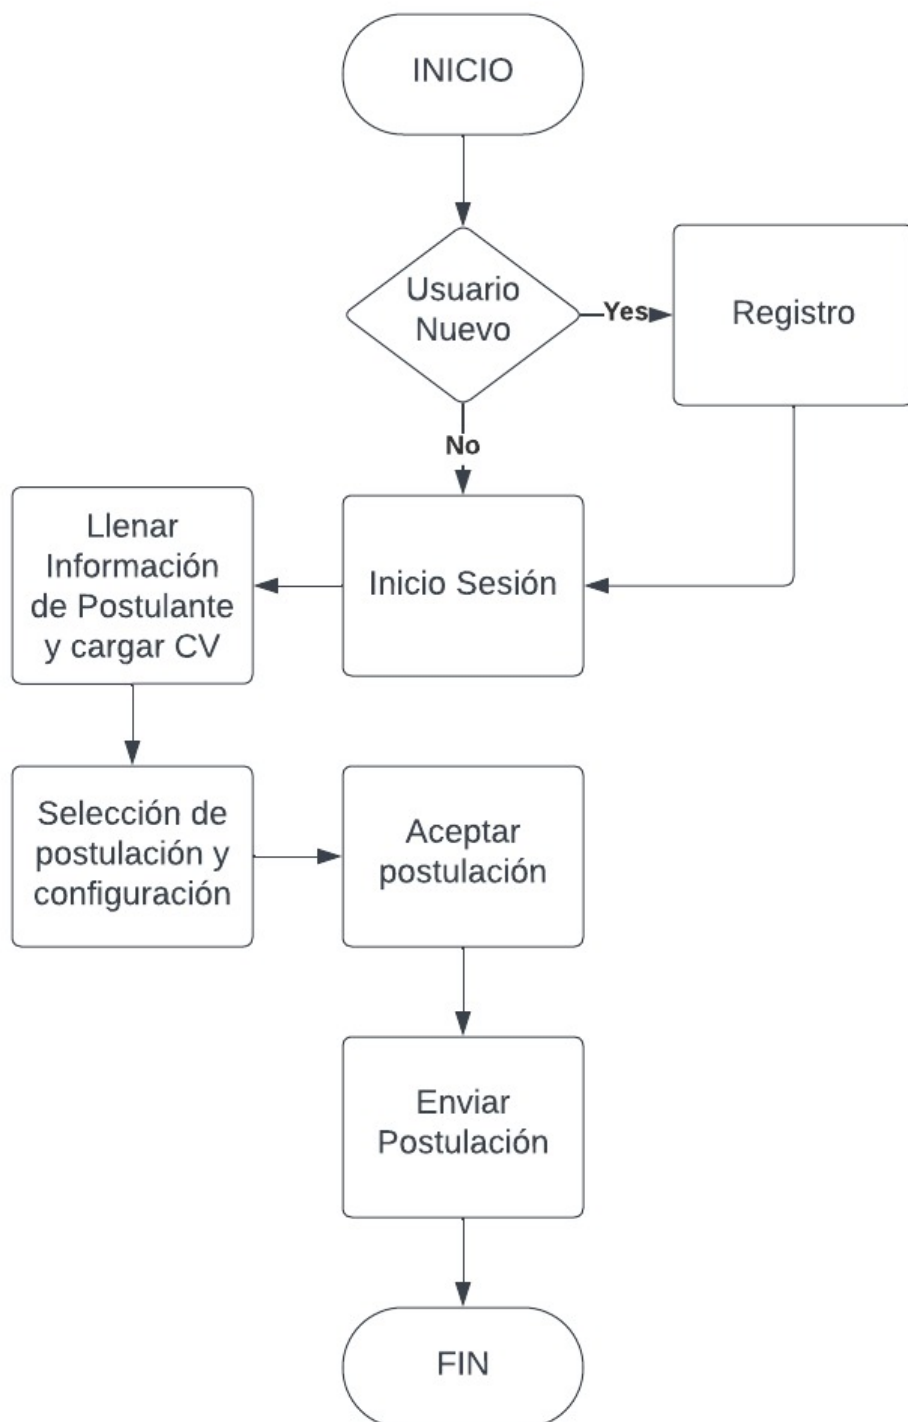 INICIO
Usuario
Nuevo
Yes
Registro
No
Inicio Sesión
Llenar
Información
de Postulante
y cargar CV
Selección de
postulación y
configuración
Aceptar
postulación
Enviar
Postulación
FIN